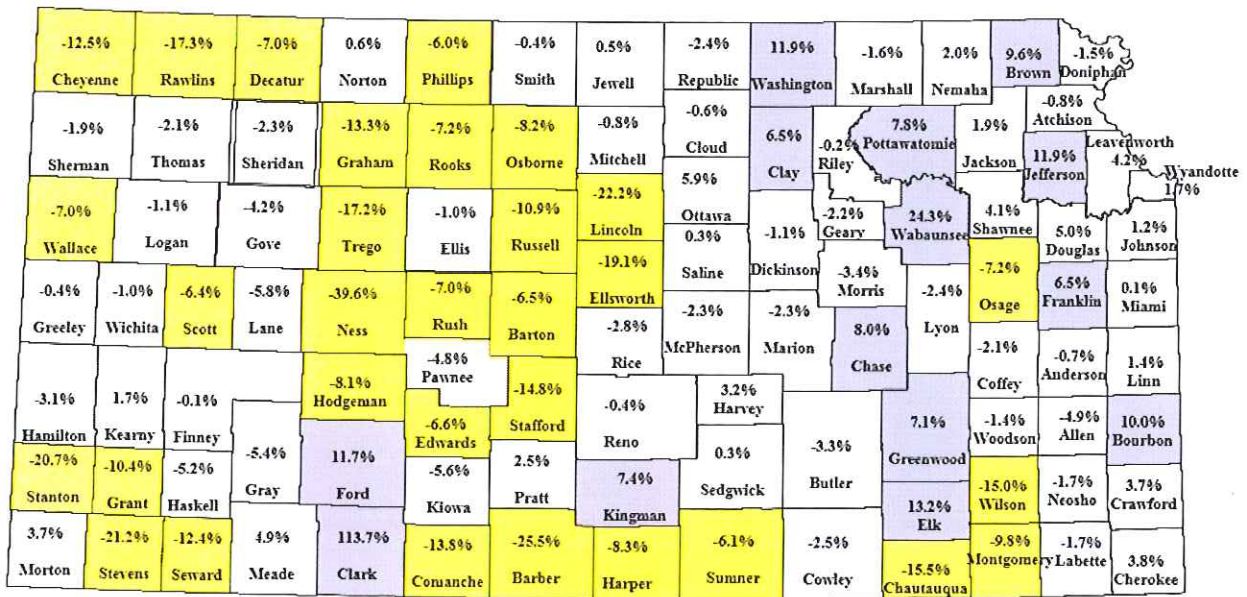 -12.5%
Cheyenne
-17.3%
Rawlins
-7.0%
Decatur
0.6%
Norton
-6.0%
Phillips
-0.4%
Smith
0.5%
Jewell
-2.4%
Republic
11.9%
Washington
-1.6%
Marshall
2.0%
Nemaha
9.6%
Brown
-1.5%
Doniphan
-1.9%
Sherman
-2.1%
Thomas
-2.3%
Sheridan
-13.3%
Graham
-7.2%
Rooks
-8.2%
Osborne
-0.8%
Mitchell
-0.6%
Cloud
6.5%
Clay
-0.2%
Riley
7.8%
Pottawatomie
1.9%
Jackson
-0.8%
Atchison
11.9%
Jefferson
Leavenworth
4.2%
Wyandotte
1.7%
-7.0%
Wallace
-1.1%
Logan
-4.2%
Gove
-17.2%
Trego
-1.0%
Ellis
-10.9%
Russell
-22.2%
Lincoln
5.9%
Ottawa
0.3%
Saline
-1.1%
Dickinson
-2.2%
Geary
24.3%
Wabaunsee
4.1%
Shawnee
5.0%
Douglas
1.2%
Johnson
-0.4%
Greeley
-1.0%
Wichita
-6.4%
Scott
-5.8%
Lane
-39.6%
Ness
-7.0%
Rush
-6.5%
Barton
-19.1%
Ellsworth
-2.8%
Rice
-2.3%
McPherson
-2.3%
Marion
-3.4%
Morris
8.0%
Chase
-2.4%
Lyon
-7.2%
Osage
6.5%
Franklin
0.1%
Miami
-3.1%
Hamilton
1.7%
Kearny
-0.1%
Finney
-8.1%
Hodgeman
-4.8%
Pawnee
-6.6%
Edwards
-14.8%
Stafford
-0.4%
Reno
3.2%
Harvey
-3.3%
Butler
7.1%
Greenwood
-2.1%
Coffey
-0.7%
Anderson
1.4%
Linn
-1.4%
Woodson
-4.9%
Allen
10.0%
Bourbon
-20.7%
Stanton
-10.4%
Grant
-5.2%
Haskell
-5.4%
Gray
11.7%
Ford
-5.6%
Kiowa
2.5%
Pratt
7.4%
Kingman
0.3%
Sedgwick
13.2%
Elk
-15.0%
Wilson
-1.7%
Neosho
3.7%
Crawford
3.7%
Morton
-21.2%
Stevens
-12.4%
Seward
4.9%
Meade
113.7%
Clark
-13.8%
Comanche
-25.5%
Barber
-8.3%
Harper
-6.1%
Sumner
-2.5%
Cowley
-15.5%
Chautauqua
-9.8%
Montgomery
-1.7%
Labette
3.8%
Cherokee